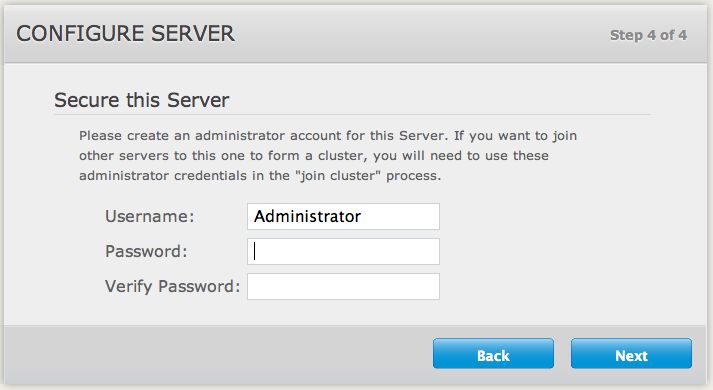 CONFIGURE SERVER
Step 4 of 4
Secure this Server
Please create an administrator account for this Server. If you want to join
other servers to this one to form a cluster, you will need to use these
administrator credentials in the "join cluster" process.
Username: Administrator
Password:
Verify Password:
Back Next